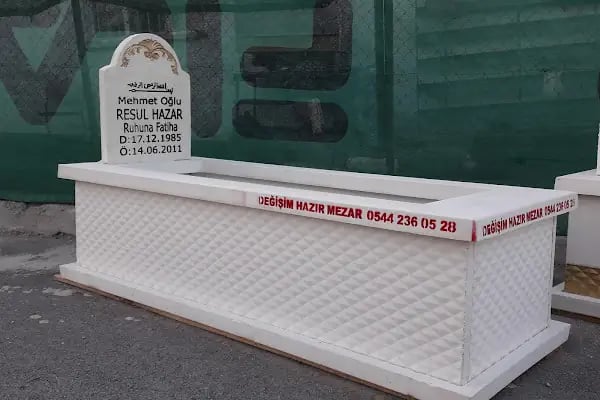 Mehmet Oğlu
RESUL HAZAR
Ruhuna Fatiha
D:17.12.1985
Ö:14.06.2011
DEĞİŞİM HAZIR MEZAR 0544 236 05 28
DEĞİŞİM HAZIR MEZAR 0544 236 05 28